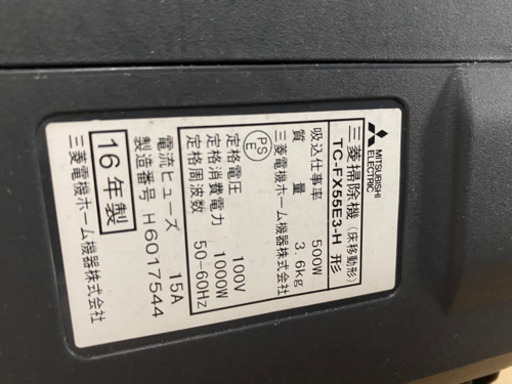 MITSUBISHI
ELECTRIC
三菱掃除機(床移動形)
TC-FX55E3-H 形
吸込仕事率 500W
質量 3.6kg
三菱電機ホーム機器株式会社
PS
E
定格電圧 100V
定格消費電力 1000W
定格周波数 50-60Hz
電流ヒューズ 15A
製造番号 H6017544
16年製
三菱電機ホーム機器株式会社